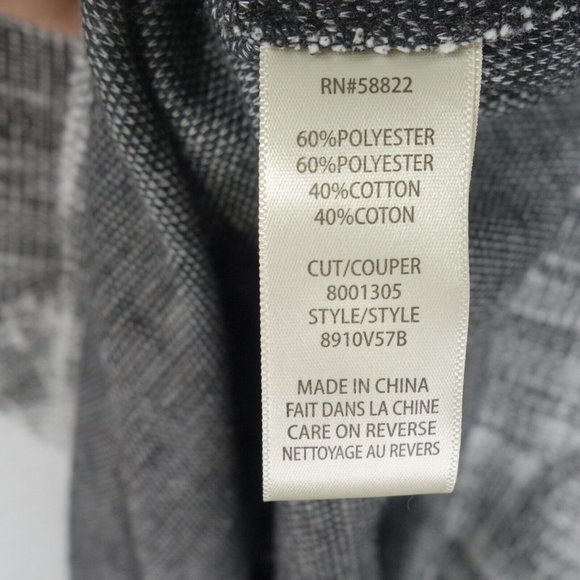 RN#58822
60%POLYESTER
60%POLYESTER
40%COTTON
40%COTON
CUT/COUPER
8001305
STYLE/STYLE
8910V57B
MADE IN CHINA
FAIT DANS LA CHINE
CARE ON REVERSE
NETTOYAGE AU REVERS